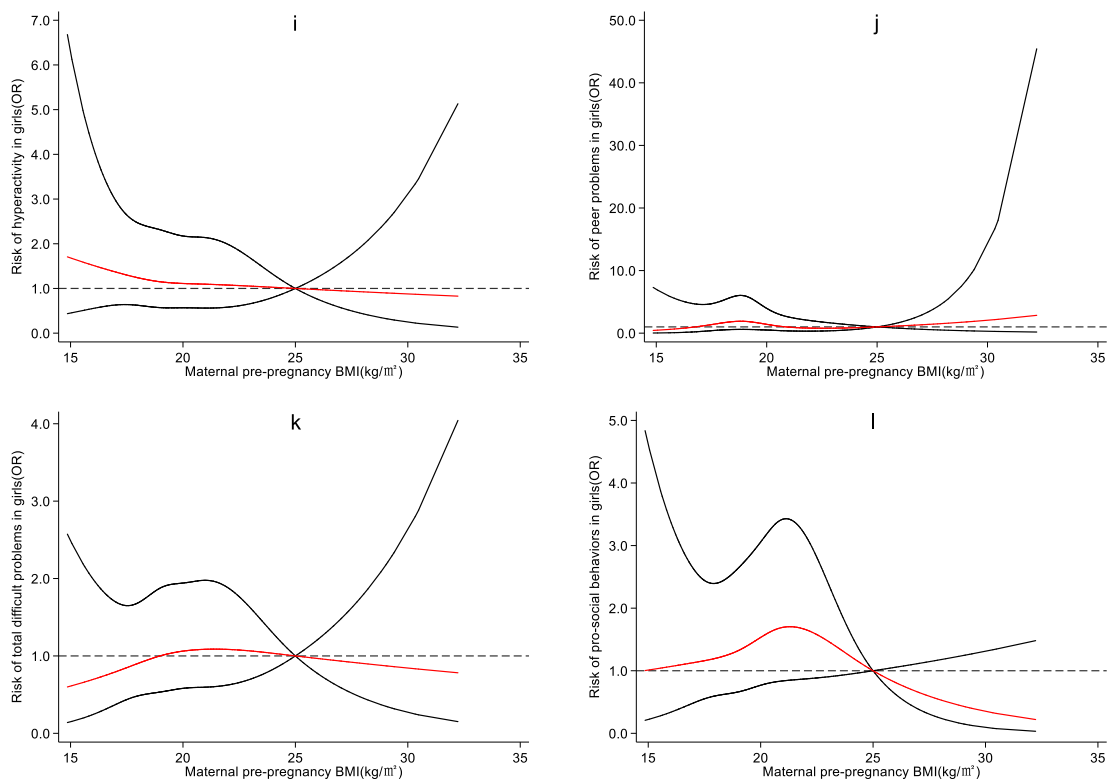 i
Risk of hyperactivity in girls(OR)
7.0
6.0
5.0
4.0
3.0
2.0
1.0
0.0
15 20 25 30 35
Maternal pre-pregnancy BMI(kg/m²)
j
Risk of peer problems in girls(OR)
50.0
40.0
30.0
20.0
10.0
0.0
15 20 25 30 35
Maternal pre-pregnancy BMI(kg/m²)
k
Risk of total difficult problems in girls(OR)
4.0
3.0
2.0
1.0
0.0
15 20 25 30 35
Maternal pre-pregnancy BMI(kg/m²)
l
Risk of pro-social behaviors in girls(OR)
5.0
4.0
3.0
2.0
1.0
0.0
15 20 25 30 35
Maternal pre-pregnancy BMI(kg/m²)